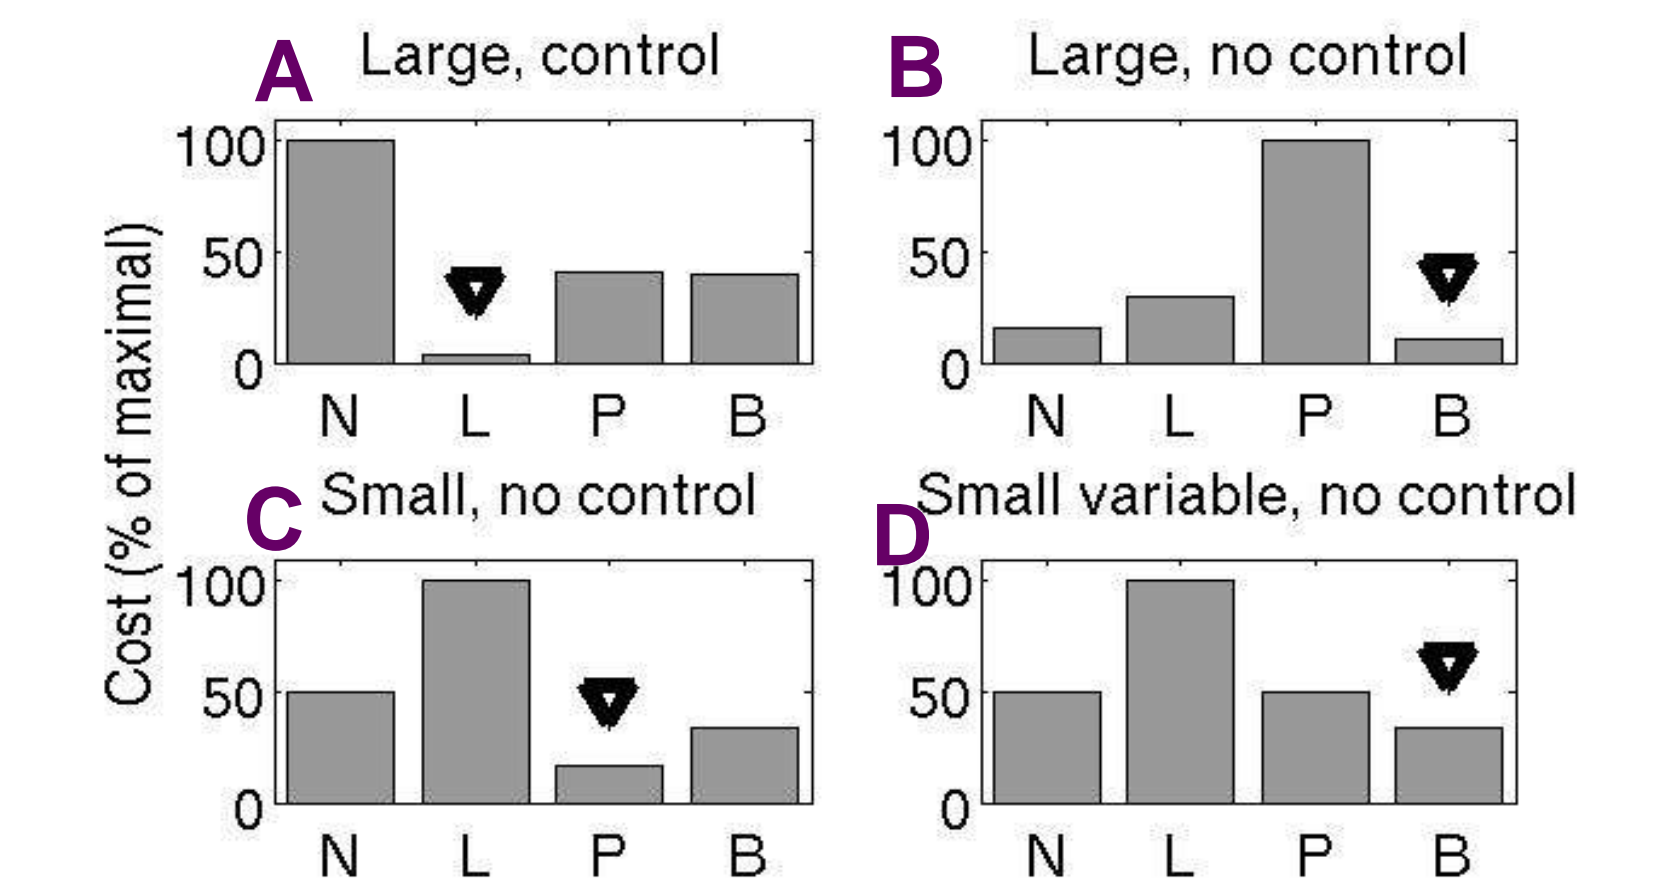 A Large, control
100
50
0
N L P B
B Large, no control
100
50
0
N L P B
Cost (% of maximal)
C Small, no control
100
50
0
N L P B
D Small variable, no control
100
50
0
N L P B